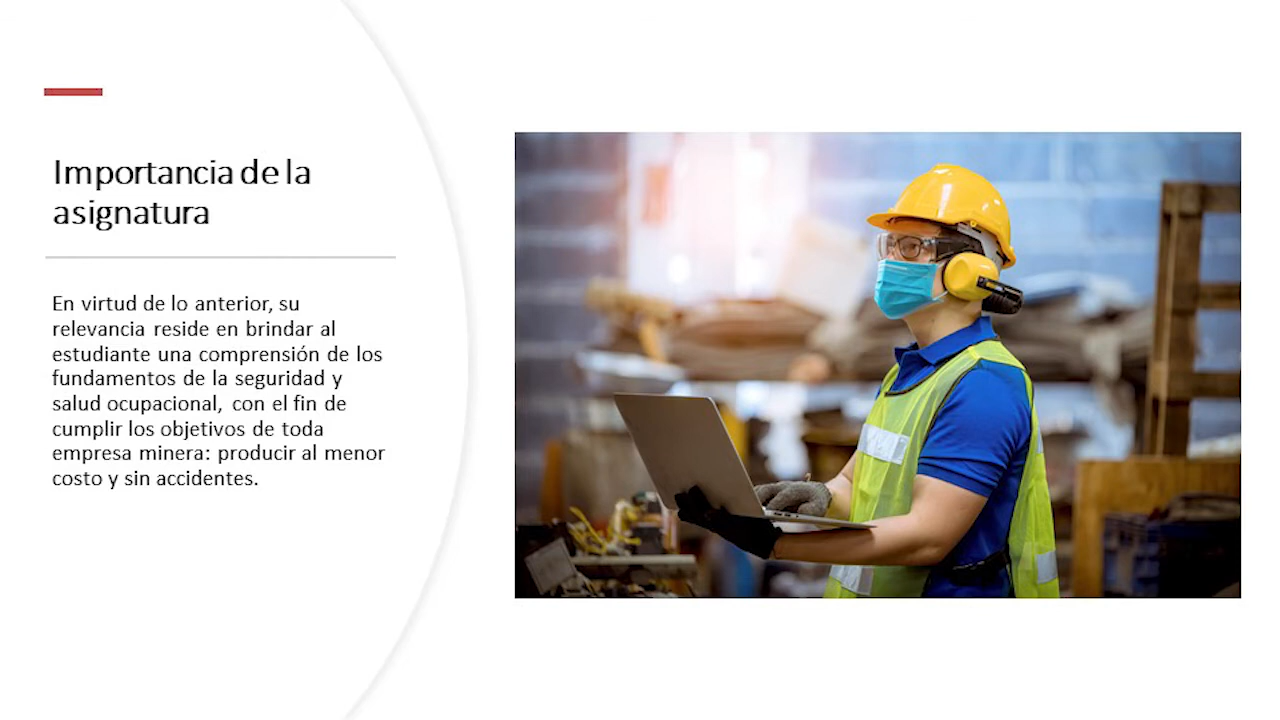 Importancia de la
asignatura
En virtud de lo anterior, su
relevancia reside en brindar al
estudiante una comprensión de los
fundamentos de la seguridad y
salud ocupacional, con el fin de
cumplir los objetivos de toda
empresa minera: producir al menor
costo y sin accidentes.